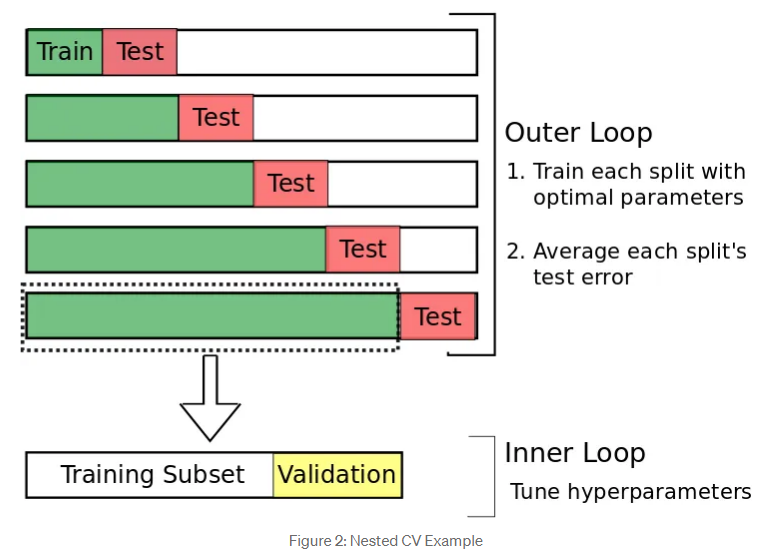 Train Test
Test
Test
Test
Test
Outer Loop
1. Train each split with
optimal parameters
2. Average each split's
test error
Training Subset Validation
Inner Loop
Tune hyperparameters
Figure 2: Nested CV Example